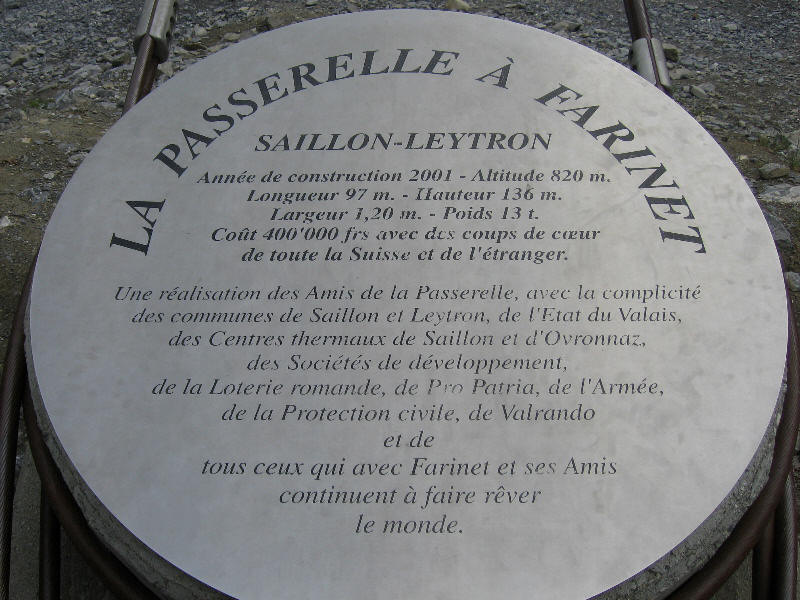 LA PASSERELLE À FARINET
SAILLON-LEYTRON
Année de construction 2001 - Altitude 820 m.
Longueur 97 m. - Hauteur 136 m.
Largeur 1,20 m. - Poids 13 t.
Coût 400'000 frs avec des coups de cœur
de toute la Suisse et de l'étranger.
Une réalisation des Amis de la Passerelle, avec la complicité
des communes de Saillon et Leytron, de l'Etat du Valais,
des Centres thermaux de Saillon et d'Ovronnaz,
des Sociétés de développement,
de la Loterie romande, de Pro Patria, de l'Armée,
de la Protection civile, de Valrando
et de
tous ceux qui avec Farinet et ses Amis
continuent à faire rêver
le monde.